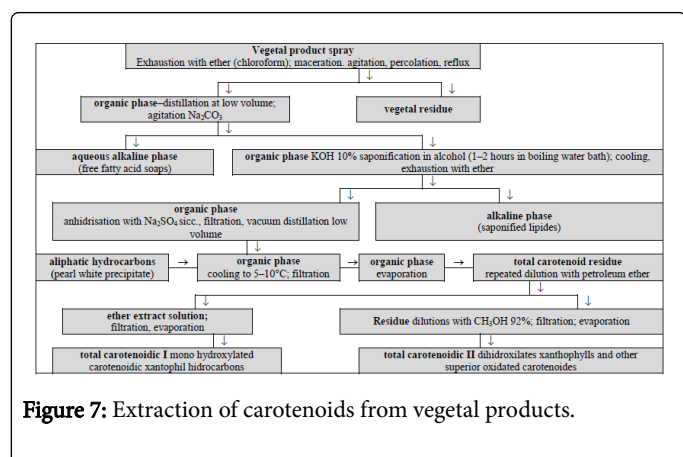 Vegetal product spray
Exhaustion with ether (chloroform); maceration. agitation, percolation, reflux
↓ ↓
organic phase–distillation at low volume;
agitation Na₂CO₃
vegetal residue
↓ ↓
aqueous alkaline phase
(free fatty acid soaps)
organic phase KOH 10% saponification in alcohol (1–2 hours in boiling water bath); cooling,
exhaustion with ether
↓ ↓
organic phase
anhidrisation with Na₂SO₄ sicc., filtration, vacuum distillation low
volume
alkaline phase
(saponified lipides)
↓
aliphatic hydrocarbons
(pearl white precipitate)
→
organic phase
cooling to 5–10°C; filtration
→
organic phase
evaporation
→
total carotenoid residue
repeated dilution with petroleum ether
↓ ↓
ether extract solution;
filtration, evaporation
Residue dilutions with CH₃OH 92%; filtration; evaporation
↓ ↓
total carotenoidic I mono hydroxylated
carotenoidic xantophil hidrocarbons
total carotenoidic II dihidroxilates xanthophylls and other
superior oxidated carotenoides
Figure 7: Extraction of carotenoids from vegetal products.